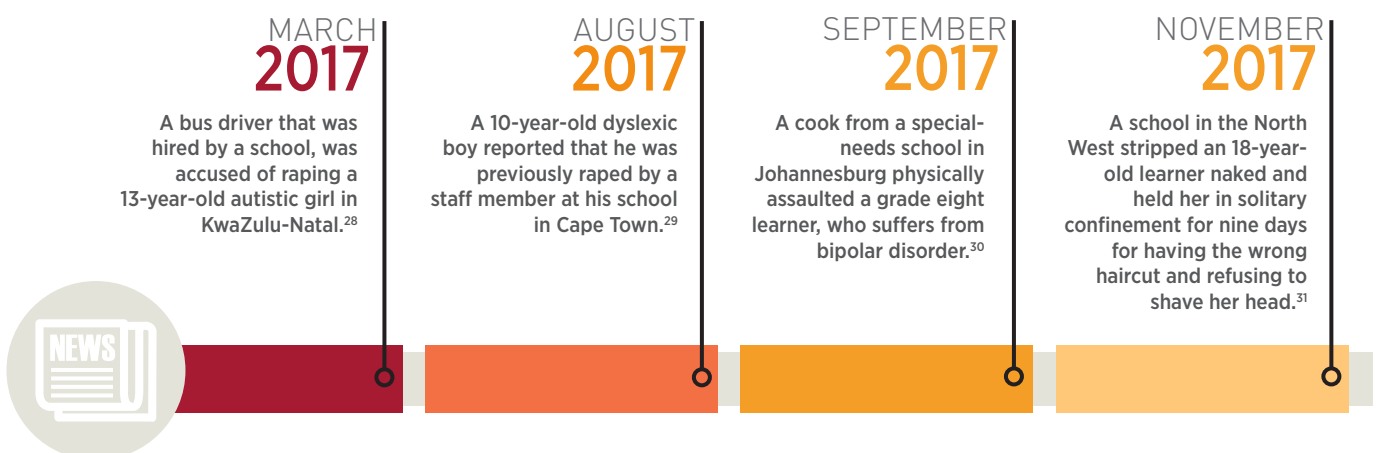 MARCH
2017
A bus driver that was
hired by a school, was
accused of raping a
13-year-old autistic girl in
KwaZulu-Natal.28
AUGUST
2017
A 10-year-old dyslexic
boy reported that he was
previously raped by a
staff member at his school
in Cape Town.29
SEPTEMBER
2017
A cook from a special-
needs school in
Johannesburg physically
assaulted a grade eight
learner, who suffers from
bipolar disorder.30
NOVEMBER
2017
A school in the North
West stripped an 18-year-
old learner naked and
held her in solitary
confinement for nine days
for having the wrong
haircut and refusing to
shave her head.31
NEWS